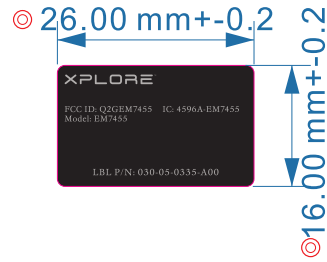 26.00 mm+-0.2
XPLORE
FCC ID: Q2GEM7455 IC: 4596A-EM7455
Model: EM7455
LBL P/N: 030-05-0335-A00
16.00 mm+-0.2